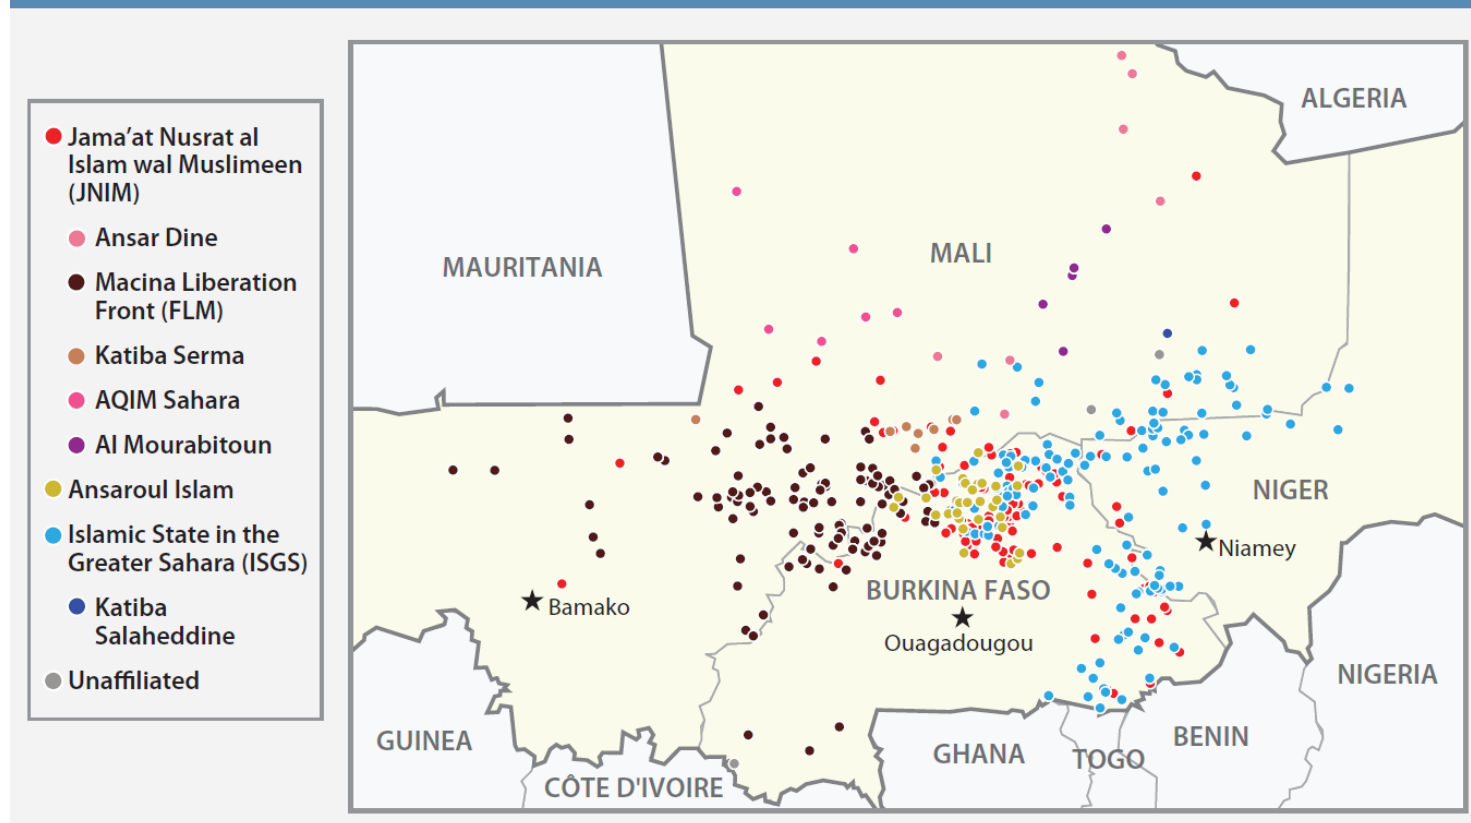 Jama’at Nusrat al
Islam wal Muslimeen
(JNIM)
Ansar Dine
Macina Liberation
Front (FLM)
Katiba Serma
AQIM Sahara
Al Mourabitoun
Ansaroul Islam
Islamic State in the
Greater Sahara (ISGS)
Katiba
Salaheddine
Unaffiliated
ALGERIA
MAURITANIA
MALI
NIGER
Niamey
BURKINA FASO
Bamako
Ouagadougou
NIGERIA
GUINEA
BENIN
GHANA
TOGO
CÔTE D'IVOIRE